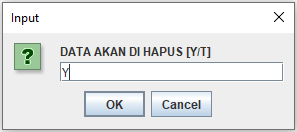 Input
DATA AKAN DI HAPUS [Y/T]
Y
OK Cancel